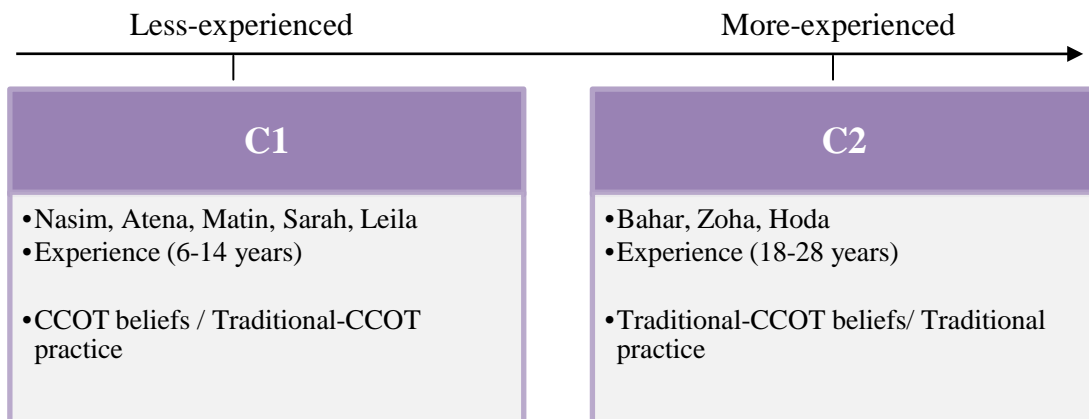 Less-experienced
More-experienced
C1
•Nasim, Atena, Matin, Sarah, Leila
•Experience (6-14 years)
•CCOT beliefs / Traditional-CCOT
practice
C2
•Bahar, Zoha, Hoda
•Experience (18-28 years)
•Traditional-CCOT beliefs/ Traditional
practice